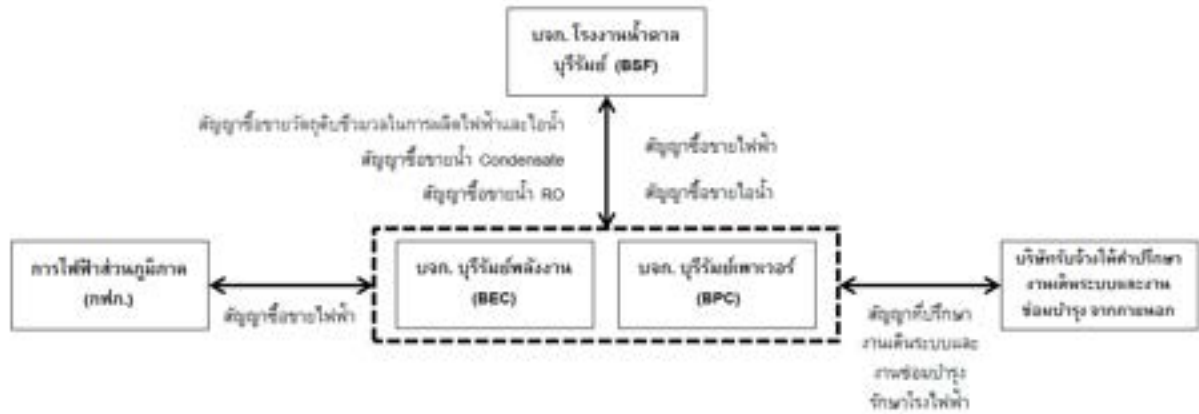 บจก. โรงงานน้ำตาล
บุรีรัมย์ (BSF)
สัญญาซื้อขายวัตถุดิบชีวมวลในการผลิตไฟฟ้าและไอน้ำ
สัญญาซื้อขายน้ำ Condensate
สัญญาซื้อขายน้ำ RO
สัญญาซื้อขายไฟฟ้า
สัญญาซื้อขายไอน้ำ
การไฟฟ้าส่วนภูมิภาค
(กฟภ.)
สัญญาซื้อขายไฟฟ้า
บจก. บุรีรัมย์พลังงาน
(BEC)
บจก. บุรีรัมย์เพาเวอร์
(BPC)
บริษัทรับจ้างให้คำปรึกษา
งานเดินระบบและงาน
ซ่อมบำรุง จากภายนอก
สัญญาที่ปรึกษา
งานเดินระบบและ
งานซ่อมบำรุง
รักษาโรงไฟฟ้า